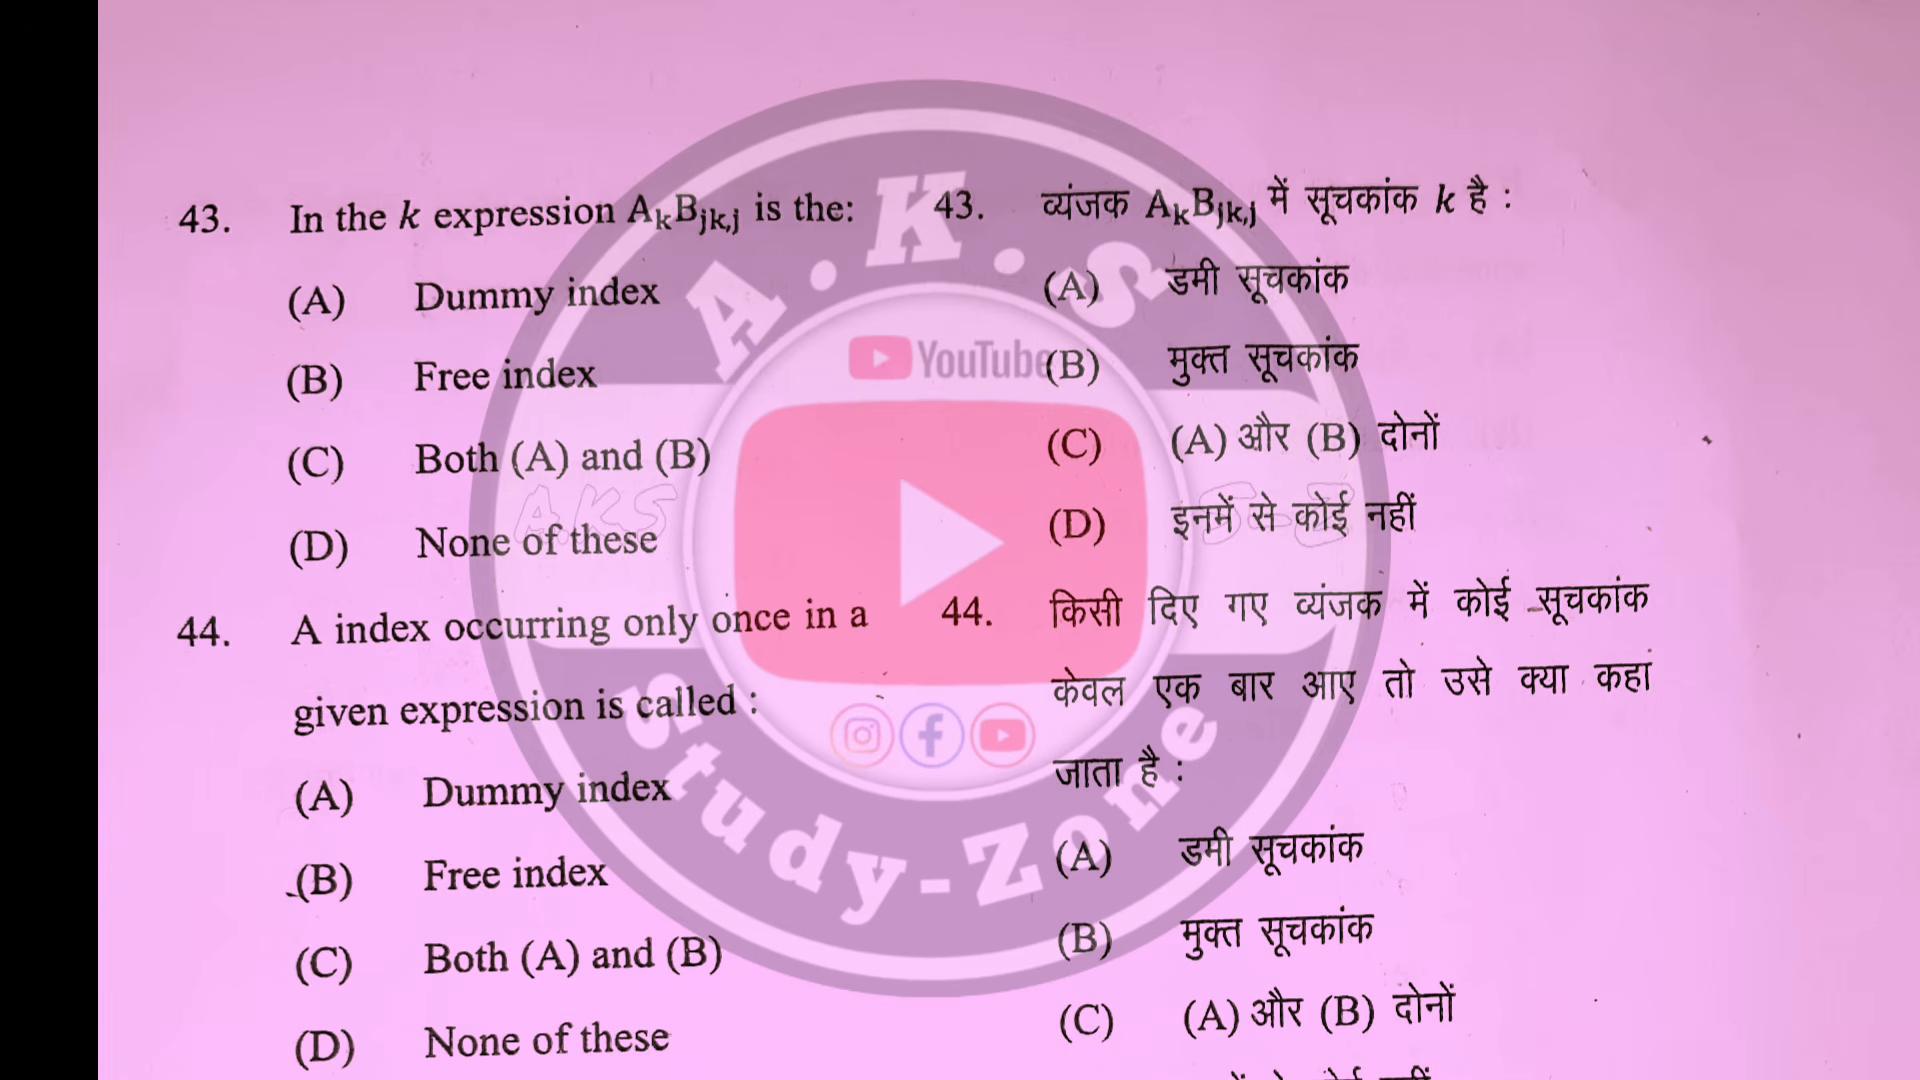 43. In the k expression AₖBⱼₖ,ⱼ is the:
(A) Dummy index
(B) Free index
(C) Both (A) and (B)
(D) None of these
44. A index occurring only once in a
given expression is called :
(A) Dummy index
(B) Free index
(C) Both (A) and (B)
(D) None of these
43. व्यंजक AₖBⱼₖ,ⱼ में सूचकांक k है :
(A) डमी सूचकांक
(B) मुक्त सूचकांक
(C) (A) और (B) दोनों
(D) इनमें से कोई नहीं
44. किसी दिए गए व्यंजक में कोई सूचकांक
केवल एक बार आए तो उसे क्या कहा
जाता है :
(A) डमी सूचकांक
(B) मुक्त सूचकांक
(C) (A) और (B) दोनों
A.K.S
YouTube
Study-Zone
AKS